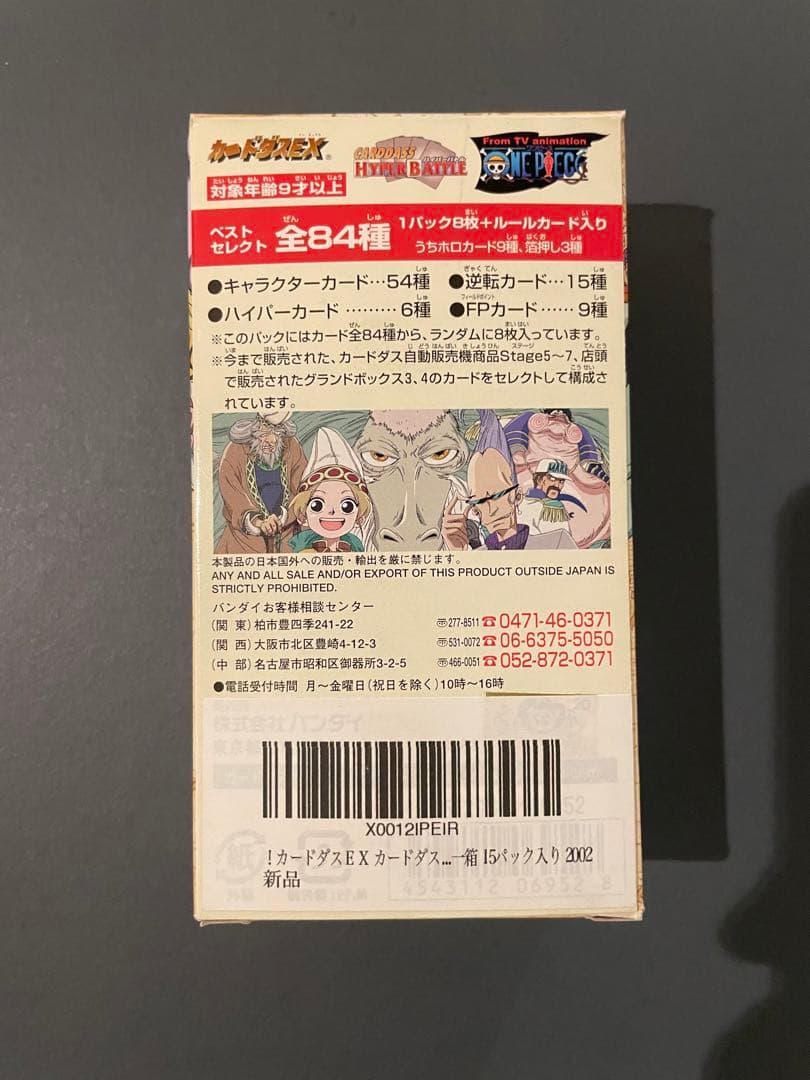 カードダスEX®
CARDDASS
ハイパーバトル
HYPER BATTLE
From TV animation
ワンピース
ONE PIECE
対象年齢9才以上
ベスト
セレクト
全84種
1パック8枚+ルールカード入り
うちホロカード9種、箔押し3種
●キャラクターカード…54種 ●逆転カード…15種
●ハイパーカード ……… 6種 ●FPカード…… 9種
※このパックにはカード全84種から、ランダムに8枚入っています。
※今まで販売された、カードダス自動販売機商品Stage5〜7、店頭
で販売されたグランドボックス3、4のカードをセレクトして構成さ
れています。
本製品の日本国外への販売・輸出を厳に禁じます。
ANY AND ALL SALE AND/OR EXPORT OF THIS PRODUCT OUTSIDE JAPAN IS
STRICTLY PROHIBITED.
バンダイお客様相談センター
(関 東)柏市豊四季241-22 〠277-8511 ☎0471-46-0371
(関 西)大阪市北区豊崎4-12-3 〠531-0072 ☎06-6375-5050
(中 部)名古屋市昭和区御器所3-2-5 〠466-0051 ☎052-872-0371
●電話受付時間 月〜金曜日(祝日を除く)10時〜16時
株式会社バンダイ
X0012IPEIR
!カードダスEX カードダス...一箱 15パック入り 2002
新品
4543112 06952 8